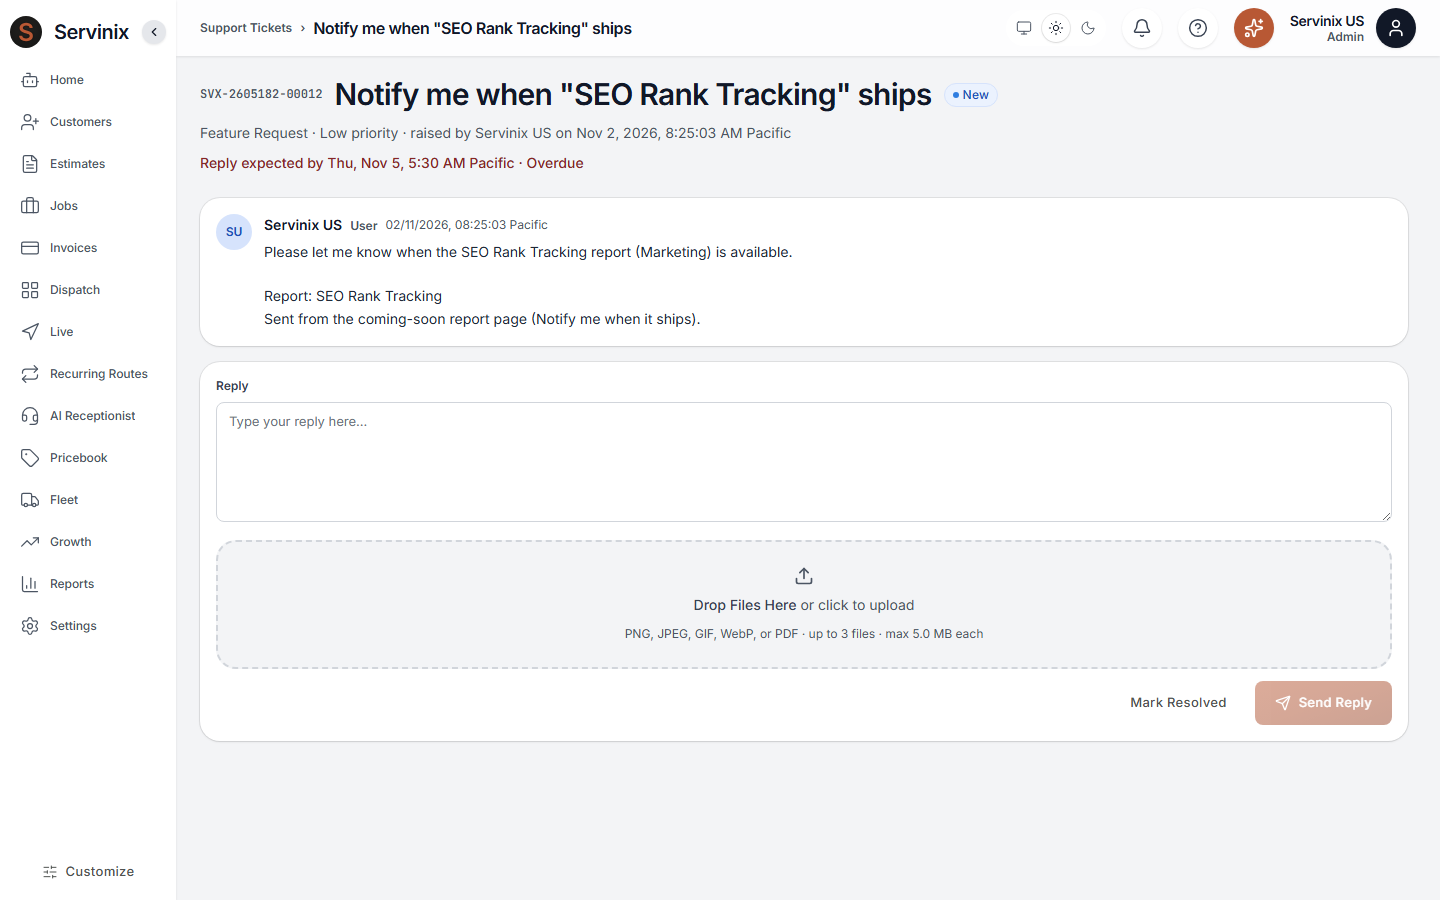 S Servinix
Support Tickets › Notify me when "SEO Rank Tracking" ships
Servinix US
Admin
Home
Customers
Estimates
Jobs
Invoices
Dispatch
Live
Recurring Routes
AI Receptionist
Pricebook
Fleet
Growth
Reports
Settings
Customize
SVX-2605182-00012 Notify me when "SEO Rank Tracking" ships New
Feature Request · Low priority · raised by Servinix US on Nov 2, 2026, 8:25:03 AM Pacific
Reply expected by Thu, Nov 5, 5:30 AM Pacific · Overdue
SU Servinix US User 02/11/2026, 08:25:03 Pacific
Please let me know when the SEO Rank Tracking report (Marketing) is available.
Report: SEO Rank Tracking
Sent from the coming-soon report page (Notify me when it ships).
Reply
Type your reply here...
Drop Files Here or click to upload
PNG, JPEG, GIF, WebP, or PDF · up to 3 files · max 5.0 MB each
Mark Resolved Send Reply